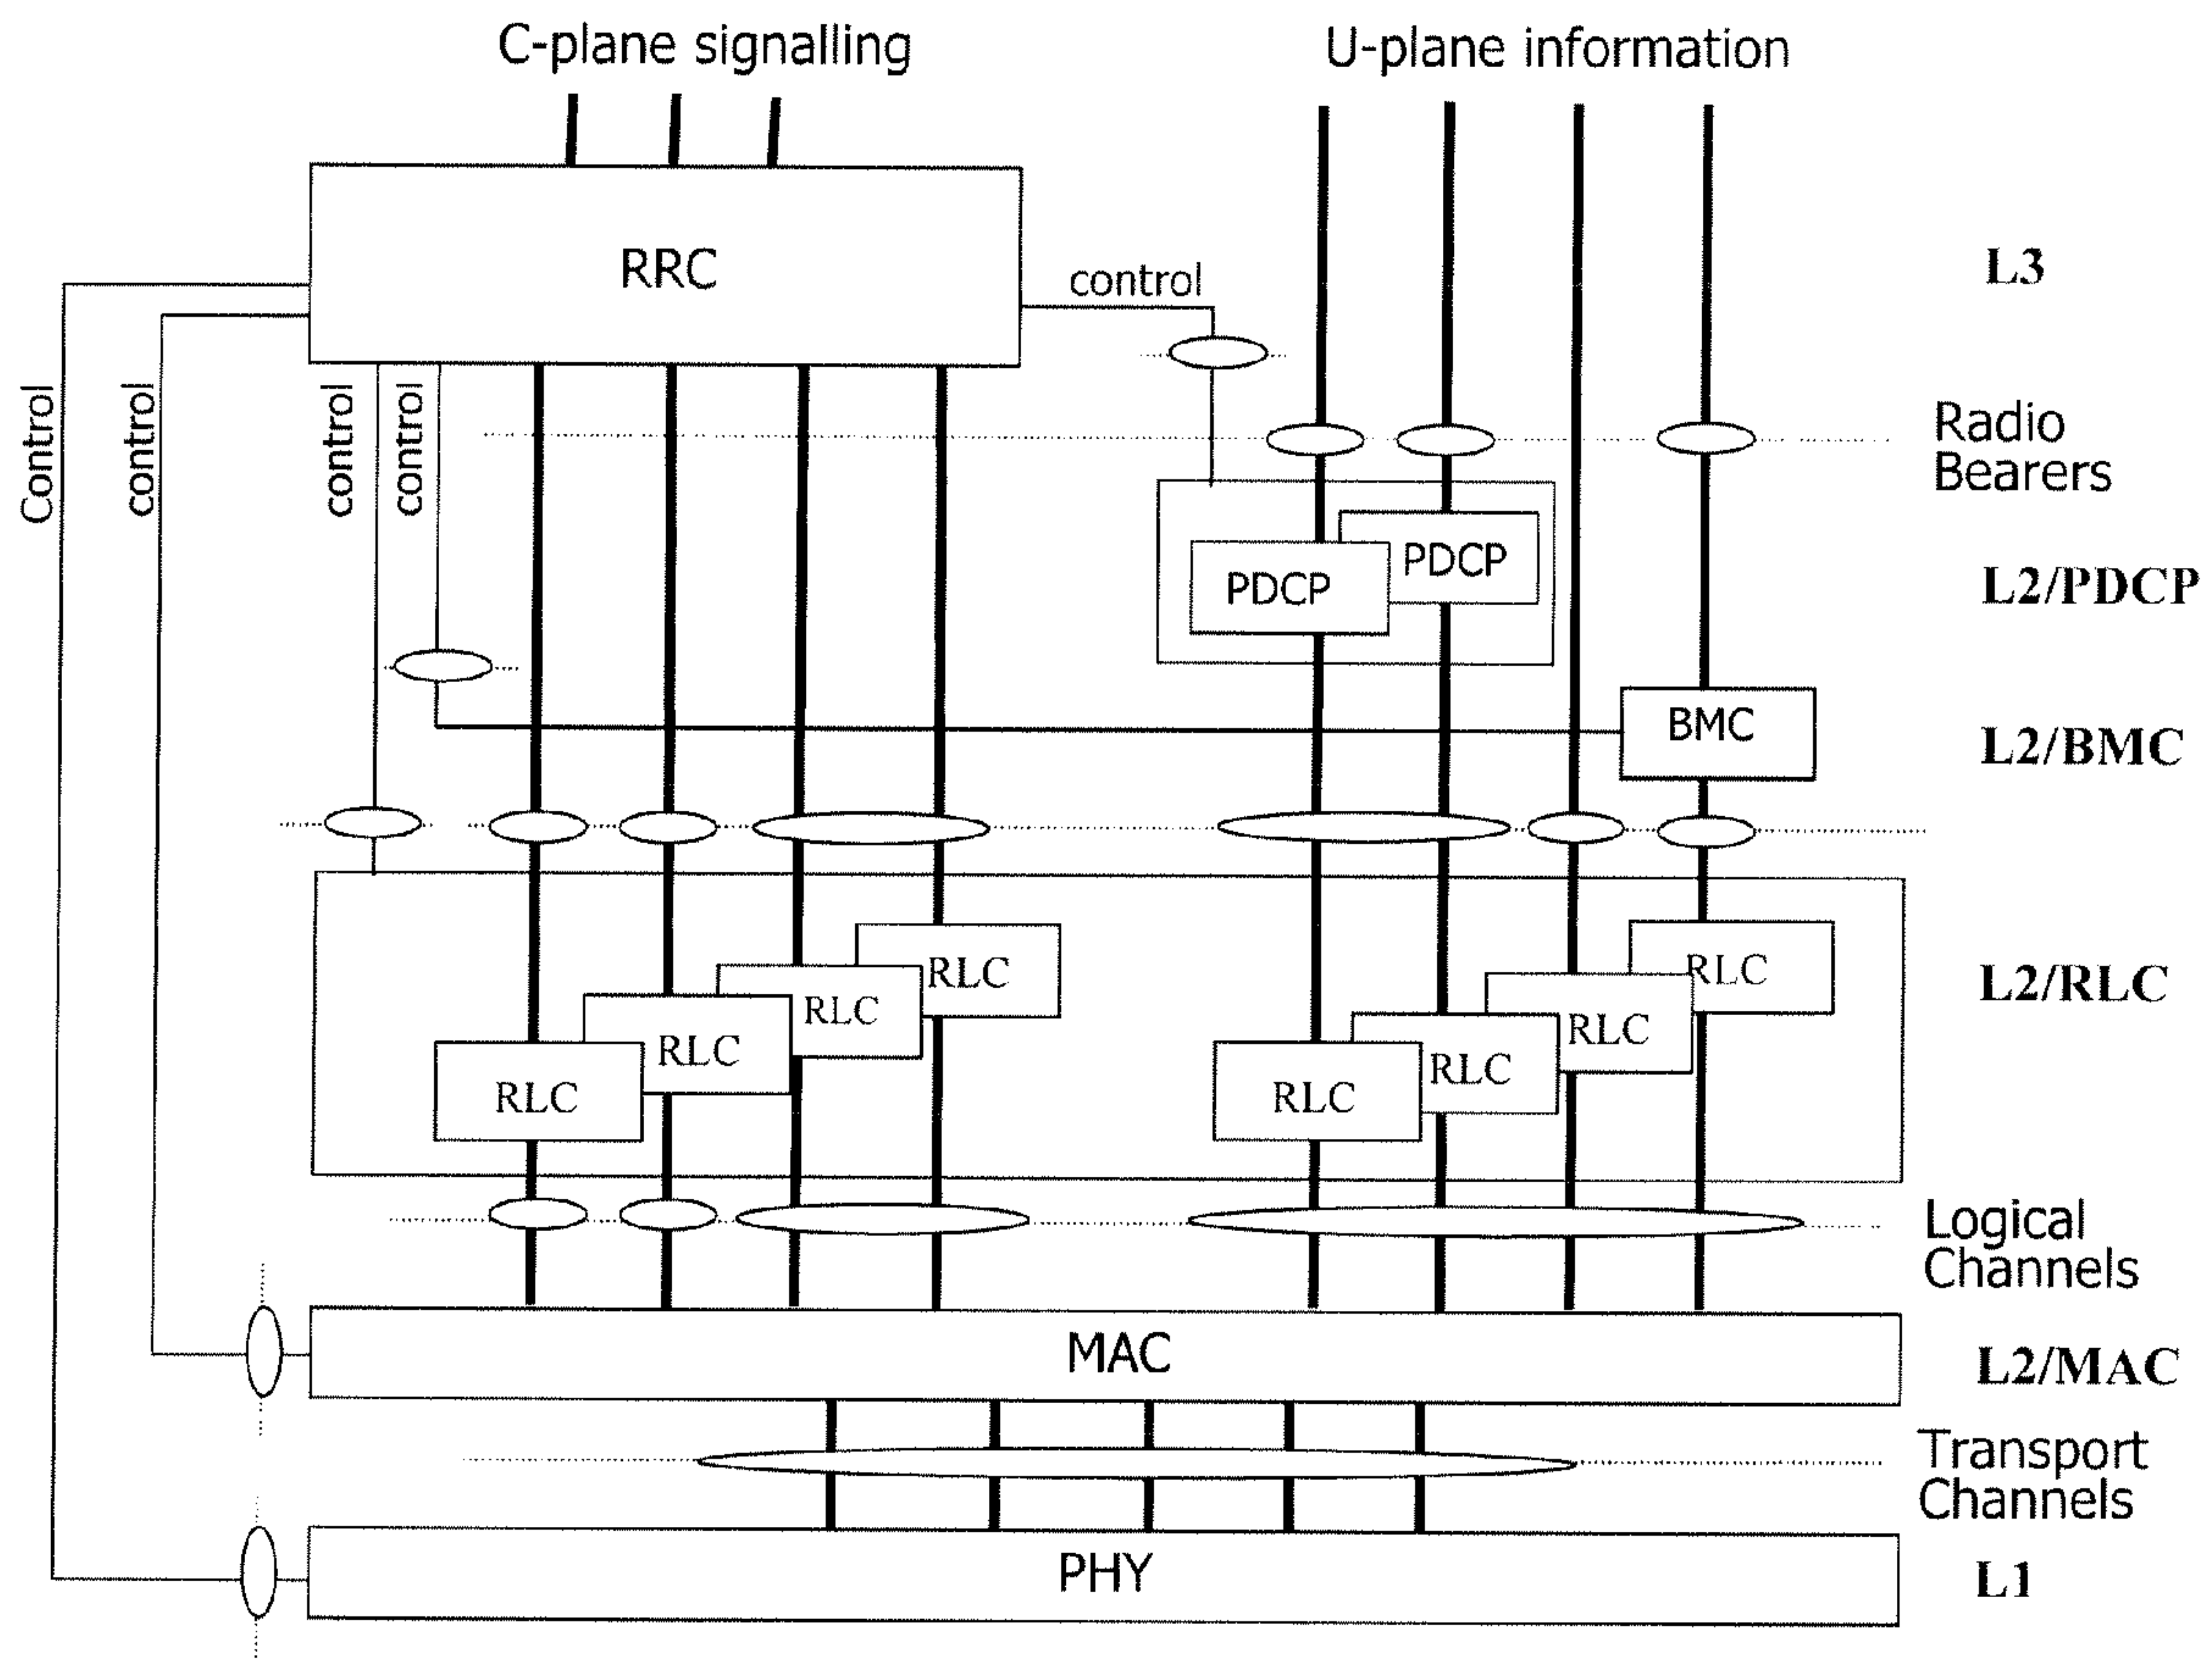 C-plane signalling
U-plane information
RRC
control
L3
Control
control
control
control
Radio
Bearers
PDCP
PDCP
L2/PDCP
BMC
L2/BMC
RLC
RLC
RLC
RLC
RLC
RLC
RLC
RLC
L2/RLC
Logical
Channels
MAC
L2/MAC
Transport
Channels
PHY
L1